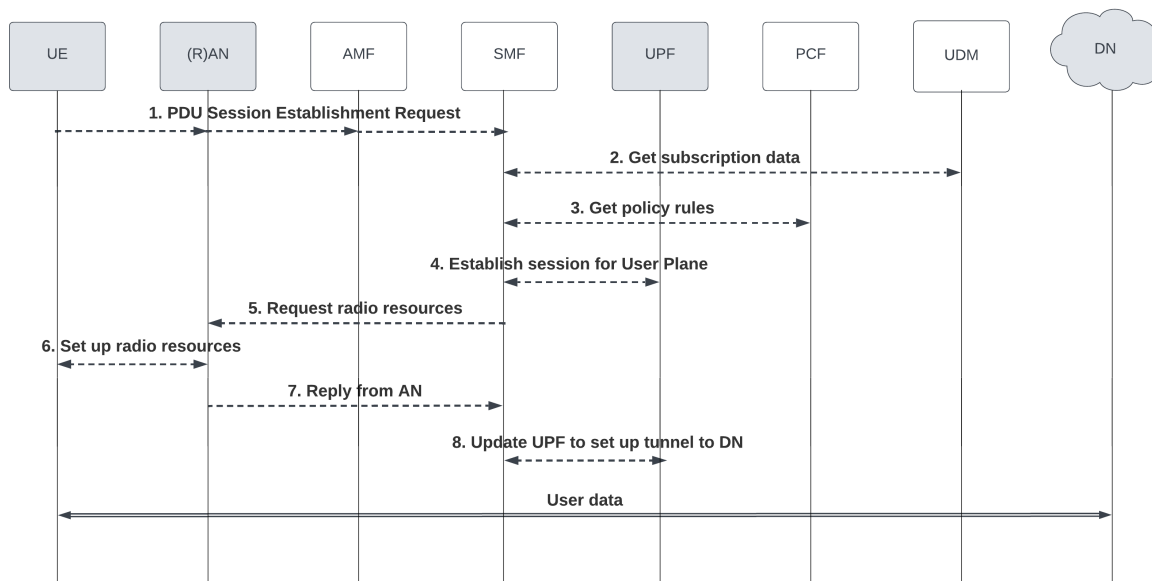 UE
(R)AN
AMF
SMF
UPF
PCF
UDM
DN
1. PDU Session Establishment Request
2. Get subscription data
3. Get policy rules
4. Establish session for User Plane
5. Request radio resources
6. Set up radio resources
7. Reply from AN
8. Update UPF to set up tunnel to DN
User data